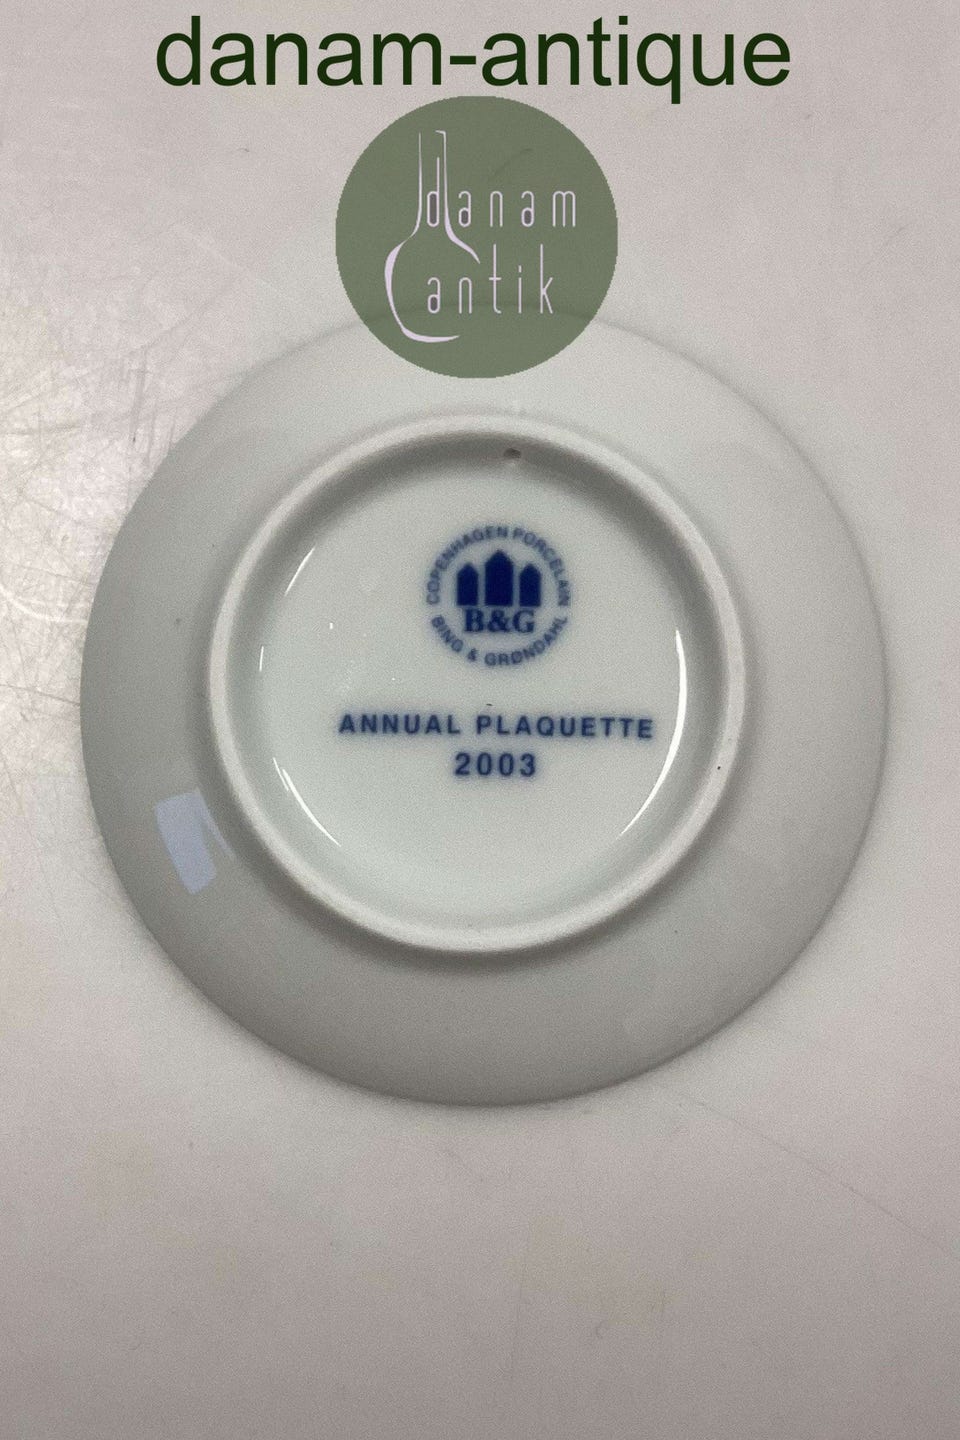 danam-antique
danam
antik
COPENHAGEN PORCELAIN
B&G
BING & GRØNDAHL
ANNUAL PLAQUETTE
2003